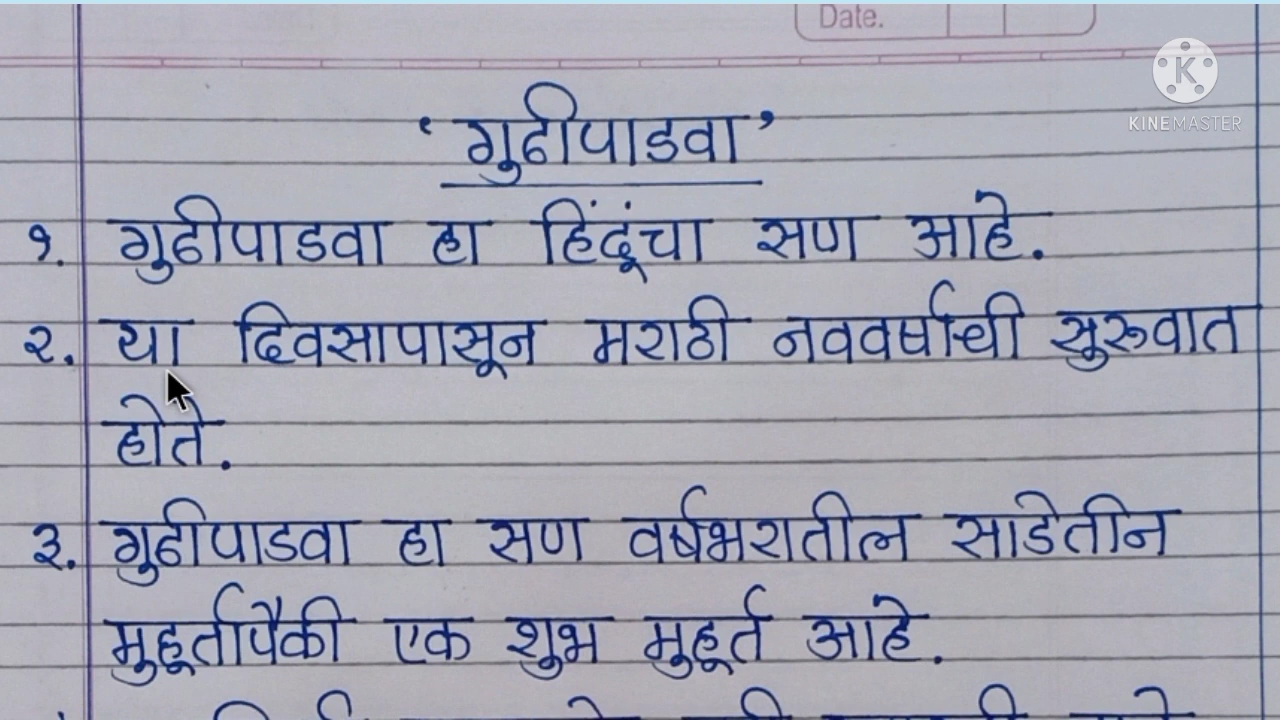 Date.
KINEMASTER
‘ गुढीपाडवा ’
१. गुढीपाडवा हा हिंदूंचा सण आहे.
२. या दिवसापासून मराठी नववर्षाची सुरुवात
होते.
३. गुढीपाडवा हा सण वर्षभरातील साडेतीन
मुहूर्तापैकी एक शुभ मुहूर्त आहे.